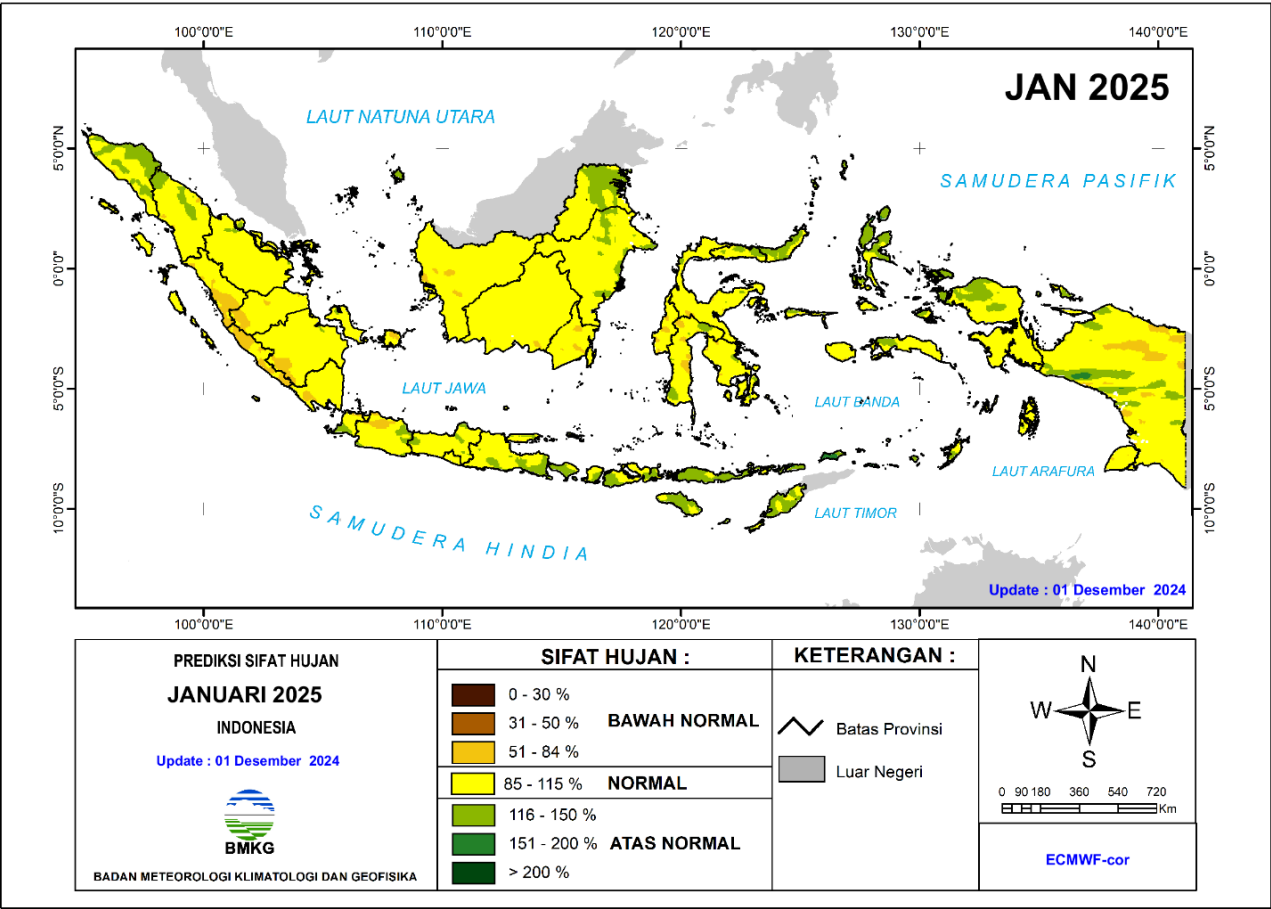 100°0'0"E 110°0'0"E 120°0'0"E 130°0'0"E 140°0'0"E
JAN 2025
LAUT NATUNA UTARA
5°0'0"N 5°0'0"N
SAMUDERA PASIFIK
0°0'0" 0°0'0"
LAUT JAWA
5°0'0"S 5°0'0"S
LAUT BANDA
LAUT ARAFURA
10°0'0"S 10°0'0"S
LAUT TIMOR
SAMUDERA HINDIA
Update : 01 Desember 2024
100°0'0"E 110°0'0"E 120°0'0"E 130°0'0"E 140°0'0"E
PREDIKSI SIFAT HUJAN
JANUARI 2025
INDONESIA
Update : 01 Desember 2024
BMKG
BADAN METEOROLOGI KLIMATOLOGI DAN GEOFISIKA
SIFAT HUJAN :
0 - 30 %
31 - 50 % BAWAH NORMAL
51 - 84 %
85 - 115 % NORMAL
116 - 150 %
151 - 200 % ATAS NORMAL
> 200 %
KETERANGAN :
Batas Provinsi
Luar Negeri
N
W E
S
0 90 180 360 540 720
Km
ECMWF-cor